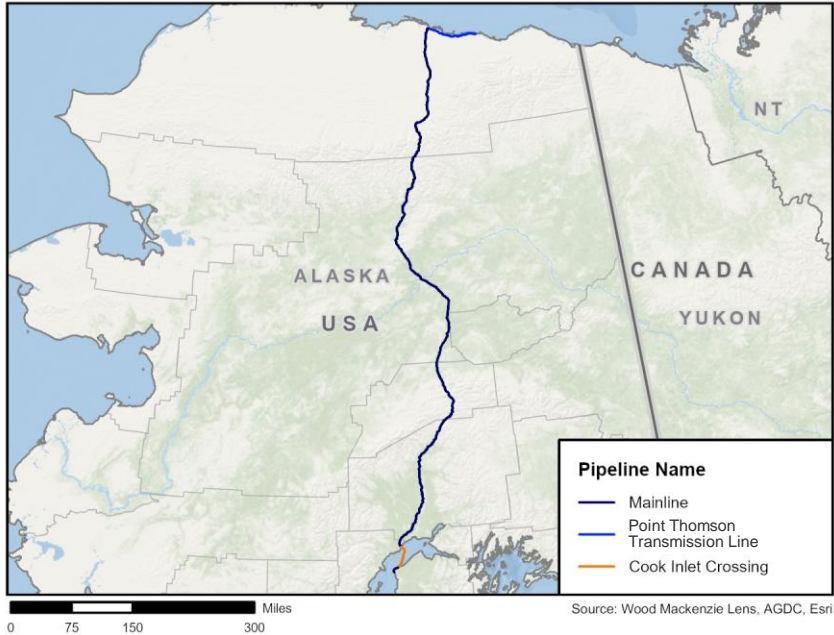 NT
ALASKA
CANADA
USA
YUKON
Pipeline Name
Mainline
Point Thomson
Transmission Line
Cook Inlet Crossing
Miles
0 75 150 300
Source: Wood Mackenzie Lens, AGDC, Esri